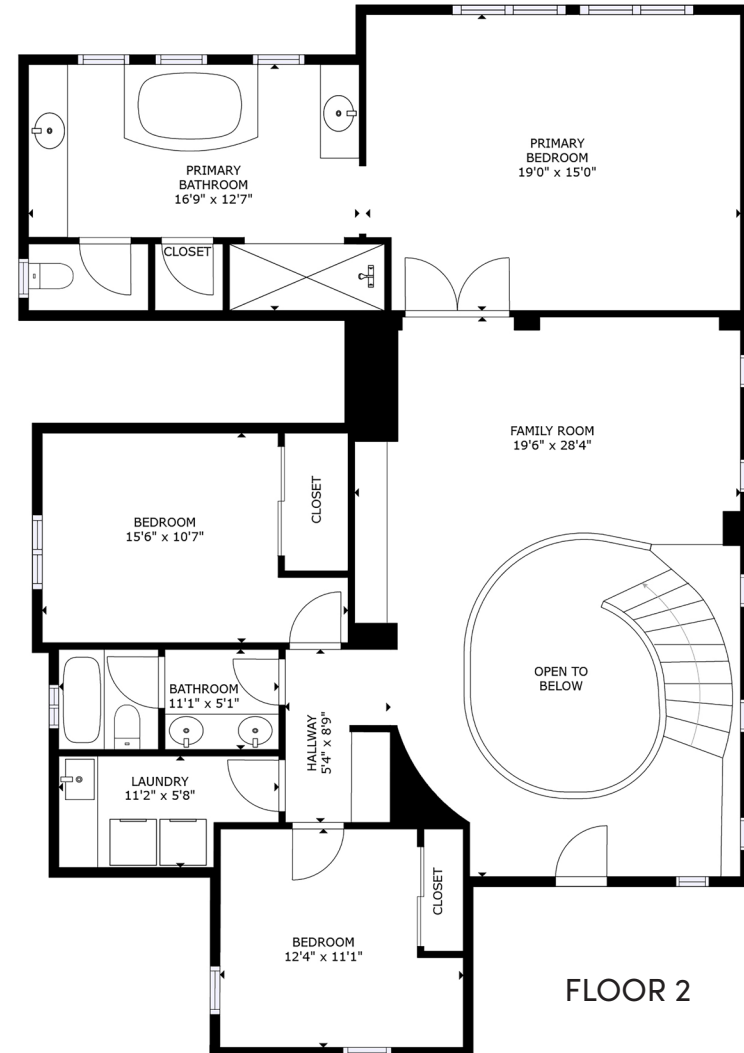 PRIMARY
BEDROOM
19'0" x 15'0"
PRIMARY
BATHROOM
16'9" x 12'7"
CLOSET
FAMILY ROOM
19'6" x 28'4"
BEDROOM
15'6" x 10'7"
CLOSET
OPEN TO
BELOW
BATHROOM
11'1" x 5'1"
HALLWAY
5'4" x 8'9"
LAUNDRY
11'2" x 5'8"
CLOSET
BEDROOM
12'4" x 11'1"
FLOOR 2